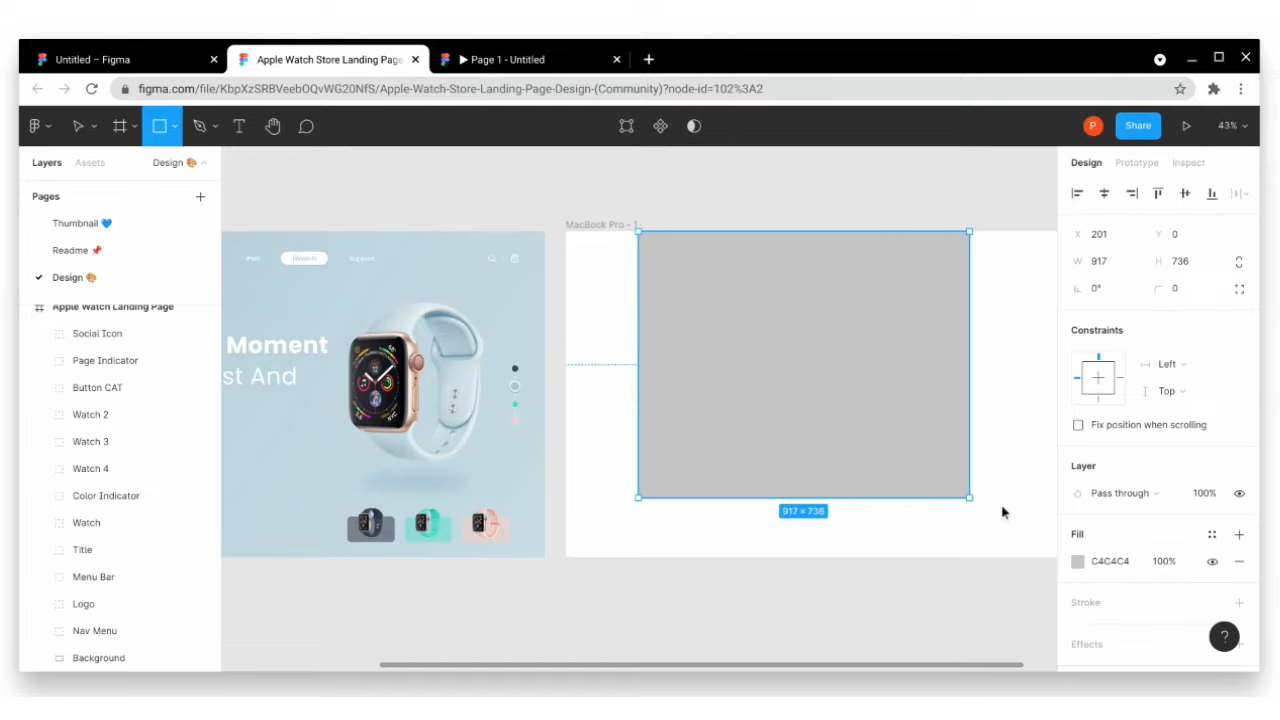 Untitled – Figma
Apple Watch Store Landing Page
Page 1 - Untitled
figma.com/file/KbpXzSRBVeebOQvWG20NfS/Apple-Watch-Store-Landing-Page-Design-(Community)?node-id=102%3A2
P
Share
43%
Layers
Assets
Design 🎨
Design
Prototype
Inspect
Pages
Thumbnail 💙
Readme 📌
Design 🎨
Apple Watch Landing Page
Social Icon
Page Indicator
Button CAT
Watch 2
Watch 3
Watch 4
Color Indicator
Watch
Title
Menu Bar
Logo
Nav Menu
Background
iPod
iWatch
Support
Moment
st And
MacBook Pro - 1
917 × 736
X 201
Y 0
W 917
H 736
0°
0
Constraints
Left
Top
Fix position when scrolling
Layer
Pass through
100%
Fill
C4C4C4
100%
Stroke
Effects
?